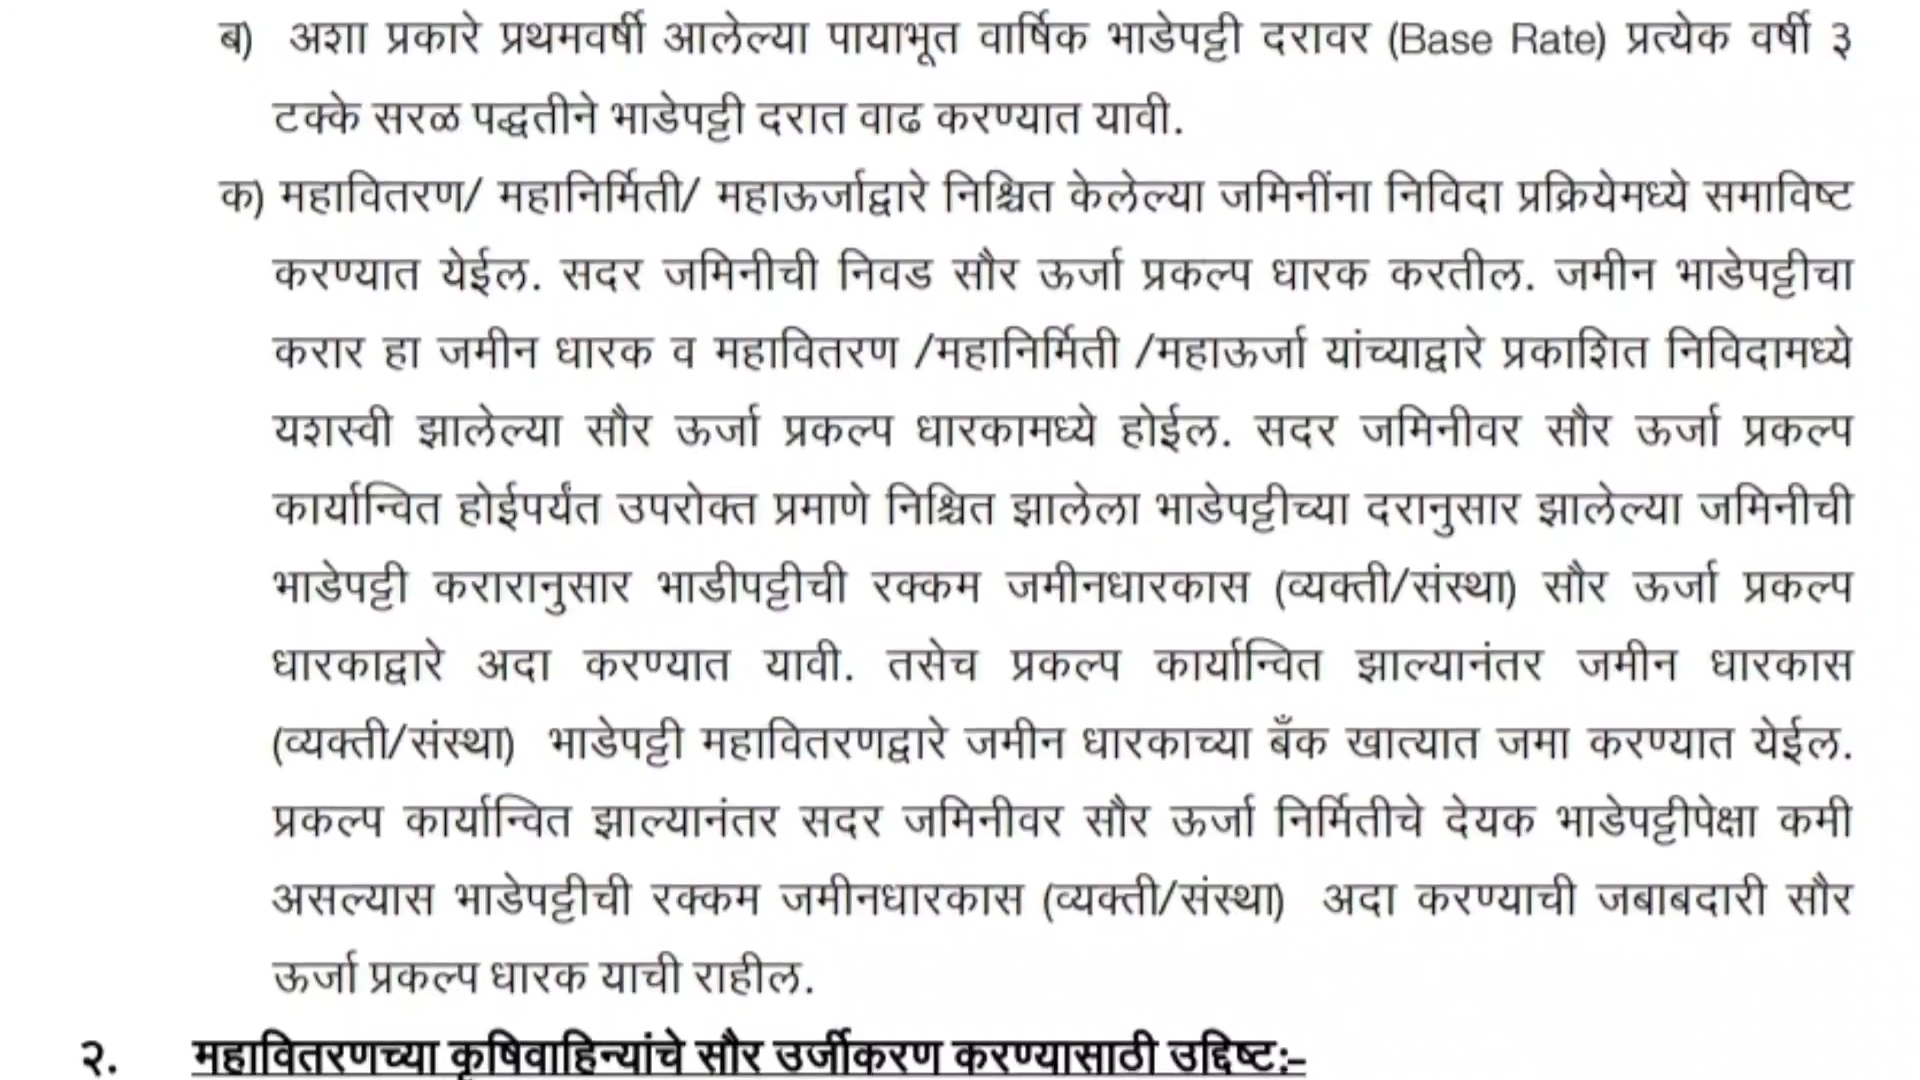 ब) अशा प्रकारे प्रथमवर्षी आलेल्या पायाभूत वार्षिक भाडेपट्टी दरावर (Base Rate) प्रत्येक वर्षी ३
टक्के सरळ पद्धतीने भाडेपट्टी दरात वाढ करण्यात यावी.
क) महावितरण/ महानिर्मिती/ महाऊर्जाद्वारे निश्चित केलेल्या जमिनींना निविदा प्रक्रियेमध्ये समाविष्ट
करण्यात येईल. सदर जमिनीची निवड सौर ऊर्जा प्रकल्प धारक करतील. जमीन भाडेपट्टीचा
करार हा जमीन धारक व महावितरण /महानिर्मिती /महाऊर्जा यांच्याद्वारे प्रकाशित निविदामध्ये
यशस्वी झालेल्या सौर ऊर्जा प्रकल्प धारकामध्ये होईल. सदर जमिनीवर सौर ऊर्जा प्रकल्प
कार्यान्वित होईपर्यंत उपरोक्त प्रमाणे निश्चित झालेला भाडेपट्टीच्या दरानुसार झालेल्या जमिनीची
भाडेपट्टी करारानुसार भाडीपट्टीची रक्कम जमीनधारकास (व्यक्ती/संस्था) सौर ऊर्जा प्रकल्प
धारकाद्वारे अदा करण्यात यावी. तसेच प्रकल्प कार्यान्वित झाल्यानंतर जमीन धारकास
(व्यक्ती/संस्था) भाडेपट्टी महावितरणद्वारे जमीन धारकाच्या बँक खात्यात जमा करण्यात येईल.
प्रकल्प कार्यान्वित झाल्यानंतर सदर जमिनीवर सौर ऊर्जा निर्मितीचे देयक भाडेपट्टीपेक्षा कमी
असल्यास भाडेपट्टीची रक्कम जमीनधारकास (व्यक्ती/संस्था) अदा करण्याची जबाबदारी सौर
ऊर्जा प्रकल्प धारक याची राहील.
२. महावितरणच्या कृषिवाहिन्यांचे सौर उर्जीकरण करण्यासाठी उद्दिष्ट:-